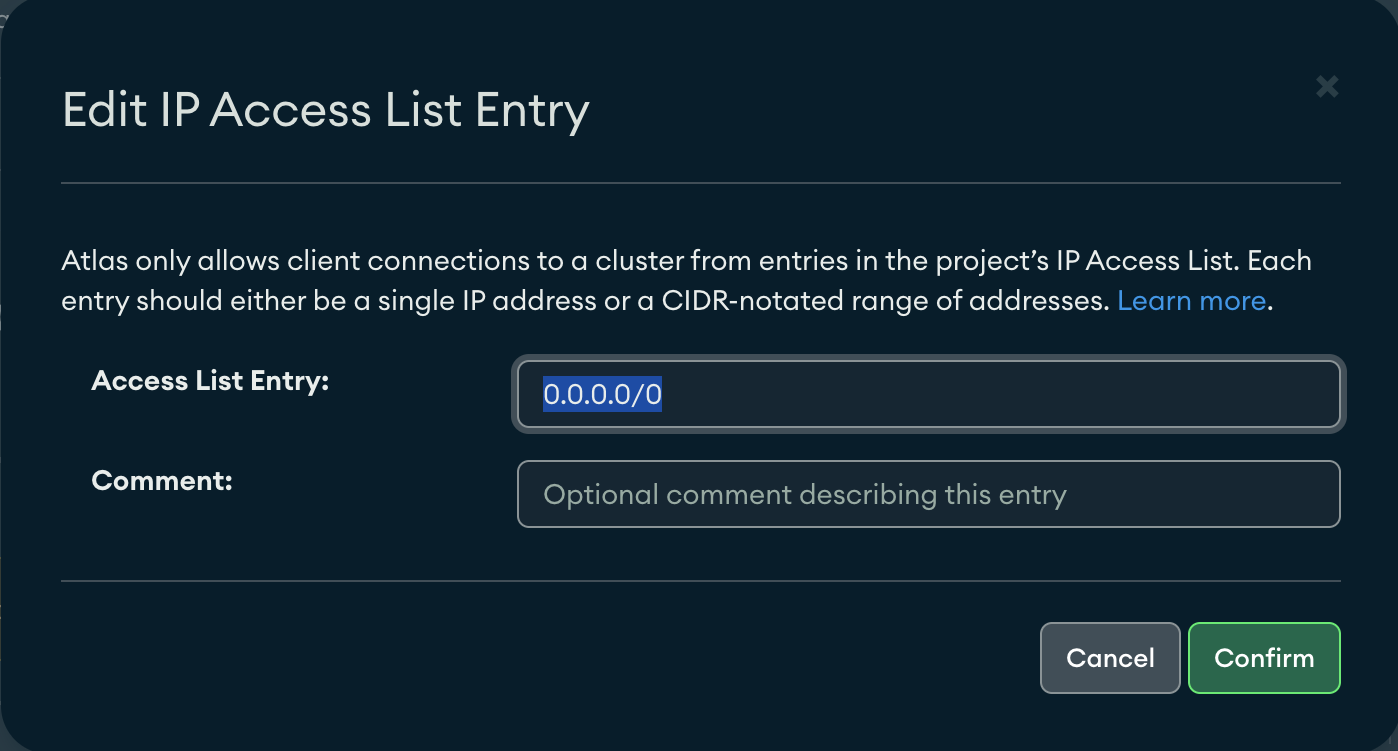 Edit IP Access List Entry
Atlas only allows client connections to a cluster from entries in the project’s IP Access List. Each
entry should either be a single IP address or a CIDR-notated range of addresses. Learn more.
Access List Entry:
0.0.0.0/0
Comment:
Optional comment describing this entry
Cancel
Confirm